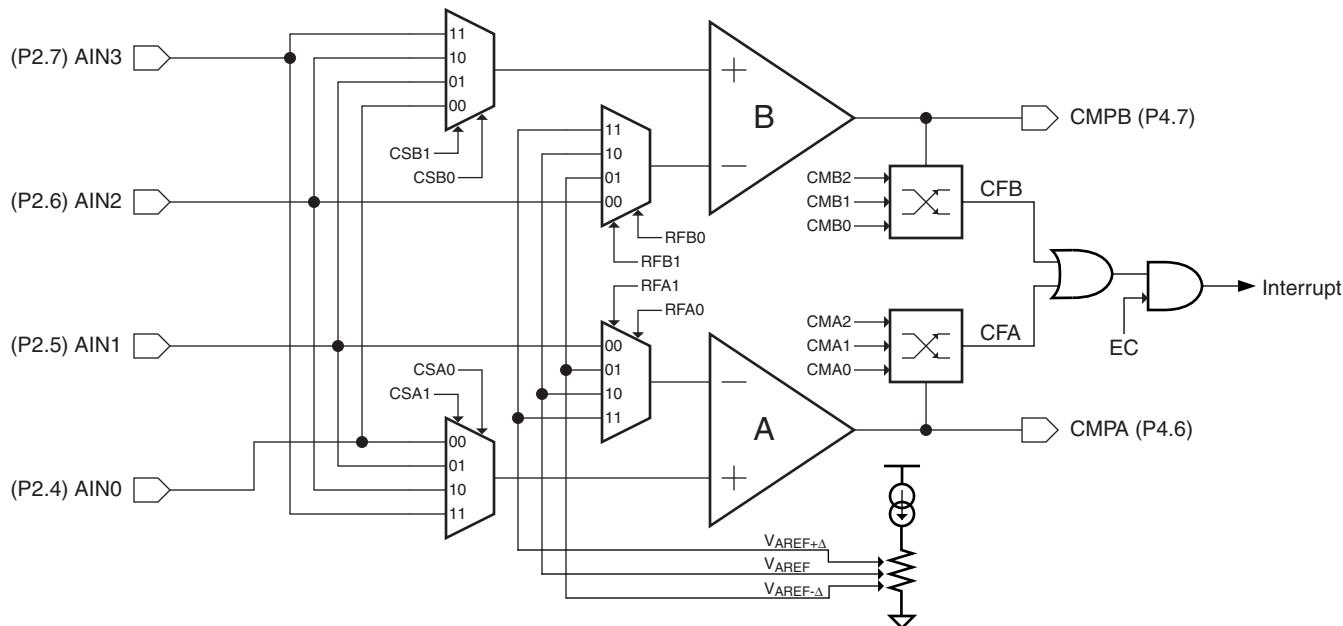 (P2.7) AIN3
11
10
01
00
CSB1
CSB0
+
B
−
CMPB (P4.7)
11
10
01
00
(P2.6) AIN2
RFB0
RFB1
CMB2
CMB1
CMB0
CFB
Interrupt
EC
RFA1
RFA0
(P2.5) AIN1
00
01
10
11
CMA2
CMA1
CMA0
CFA
CSA0
CSA1
−
A
+
CMPA (P4.6)
00
01
10
11
(P2.4) AIN0
VAREF+Δ
VAREF
VAREF-Δ